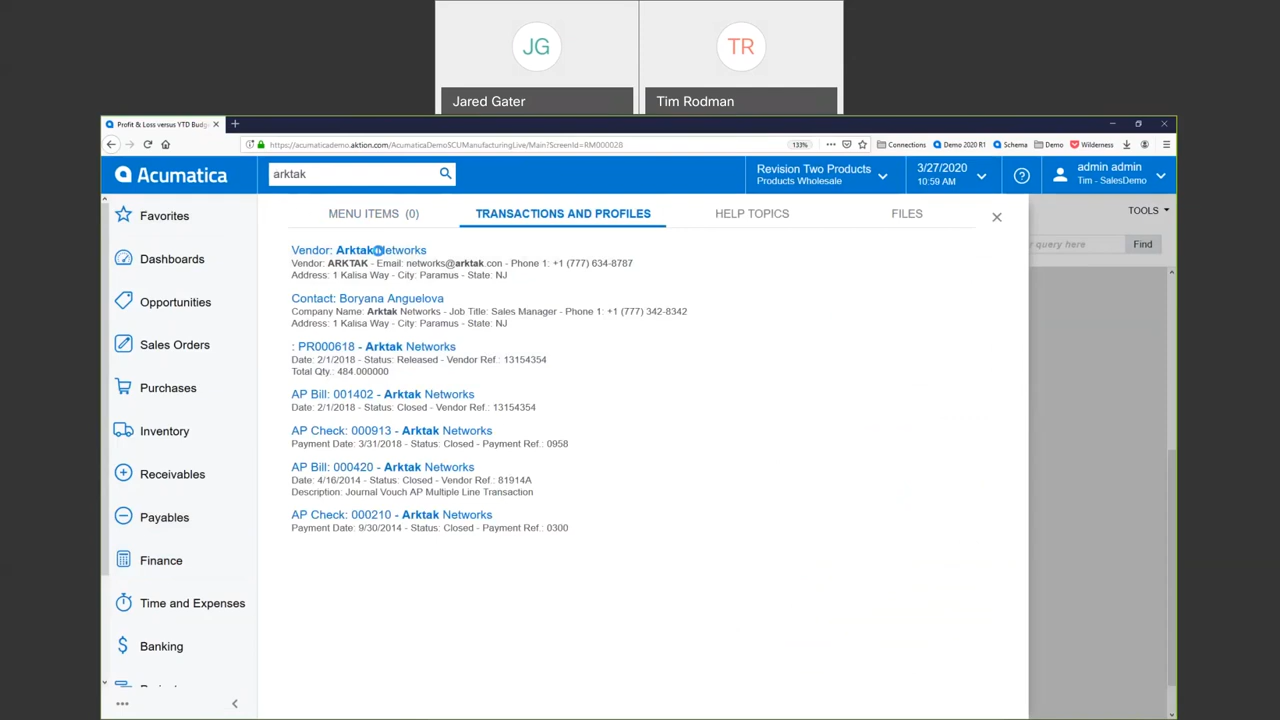 JG
TR
Jared Gater
Tim Rodman
Profit & Loss versus YTD Budg
https://acumaticademo.aktion.com/AcumaticaDemoSCUManufacturingLive/Main?ScreenId=RM000028
133%
Connections
Demo 2020 R1
Schema
Demo
Wilderness
Acumatica
arktak
Revision Two Products
Products Wholesale
3/27/2020
10:59 AM
admin admin
Tim - SalesDemo
Favorites
Dashboards
Opportunities
Sales Orders
Purchases
Inventory
Receivables
Payables
Finance
Time and Expenses
Banking
MENU ITEMS (0)
TRANSACTIONS AND PROFILES
HELP TOPICS
FILES
TOOLS
r query here
Find
Vendor: Arktak Networks
Vendor: ARKTAK - Email: networks@arktak.con - Phone 1: +1 (777) 634-8787
Address: 1 Kalisa Way - City: Paramus - State: NJ
Contact: Boryana Anguelova
Company Name: Arktak Networks - Job Title: Sales Manager - Phone 1: +1 (777) 342-8342
Address: 1 Kalisa Way - City: Paramus - State: NJ
: PR000618 - Arktak Networks
Date: 2/1/2018 - Status: Released - Vendor Ref.: 13154354
Total Qty.: 484.000000
AP Bill: 001402 - Arktak Networks
Date: 2/1/2018 - Status: Closed - Vendor Ref.: 13154354
AP Check: 000913 - Arktak Networks
Payment Date: 3/31/2018 - Status: Closed - Payment Ref.: 0958
AP Bill: 000420 - Arktak Networks
Date: 4/16/2014 - Status: Closed - Vendor Ref.: 81914A
Description: Journal Vouch AP Multiple Line Transaction
AP Check: 000210 - Arktak Networks
Payment Date: 9/30/2014 - Status: Closed - Payment Ref.: 0300